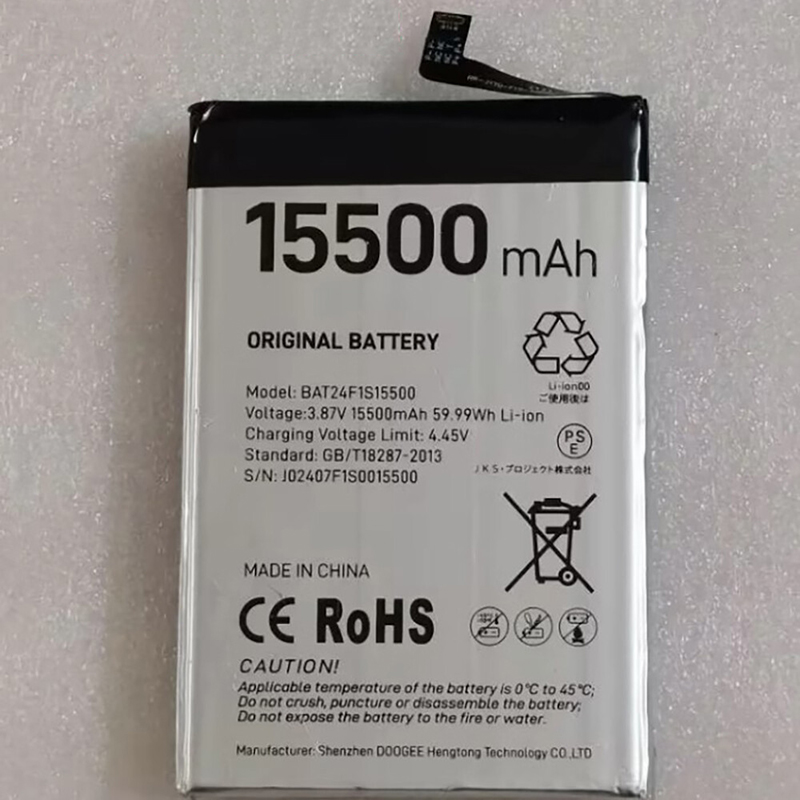 15500 mAh
ORIGINAL BATTERY
Li-ion00
ご使用後は
Model: BAT24F1S15500
Voltage:3.87V 15500mAh 59.99Wh Li-ion
Charging Voltage Limit: 4.45V
Standard: GB/T18287-2013
S/N: J02407F1S0015500
PS
E
JKS・プロジェクト株式会社
MADE IN CHINA
CE RoHS
CAUTION!
Applicable temperature of the battery is 0°C to 45°C;
Do not crush, puncture or disassemble the battery;
Do not expose the battery to the fire or water.
Manufacturer: Shenzhen DOOGEE Hengtong Technology CO.,LTD